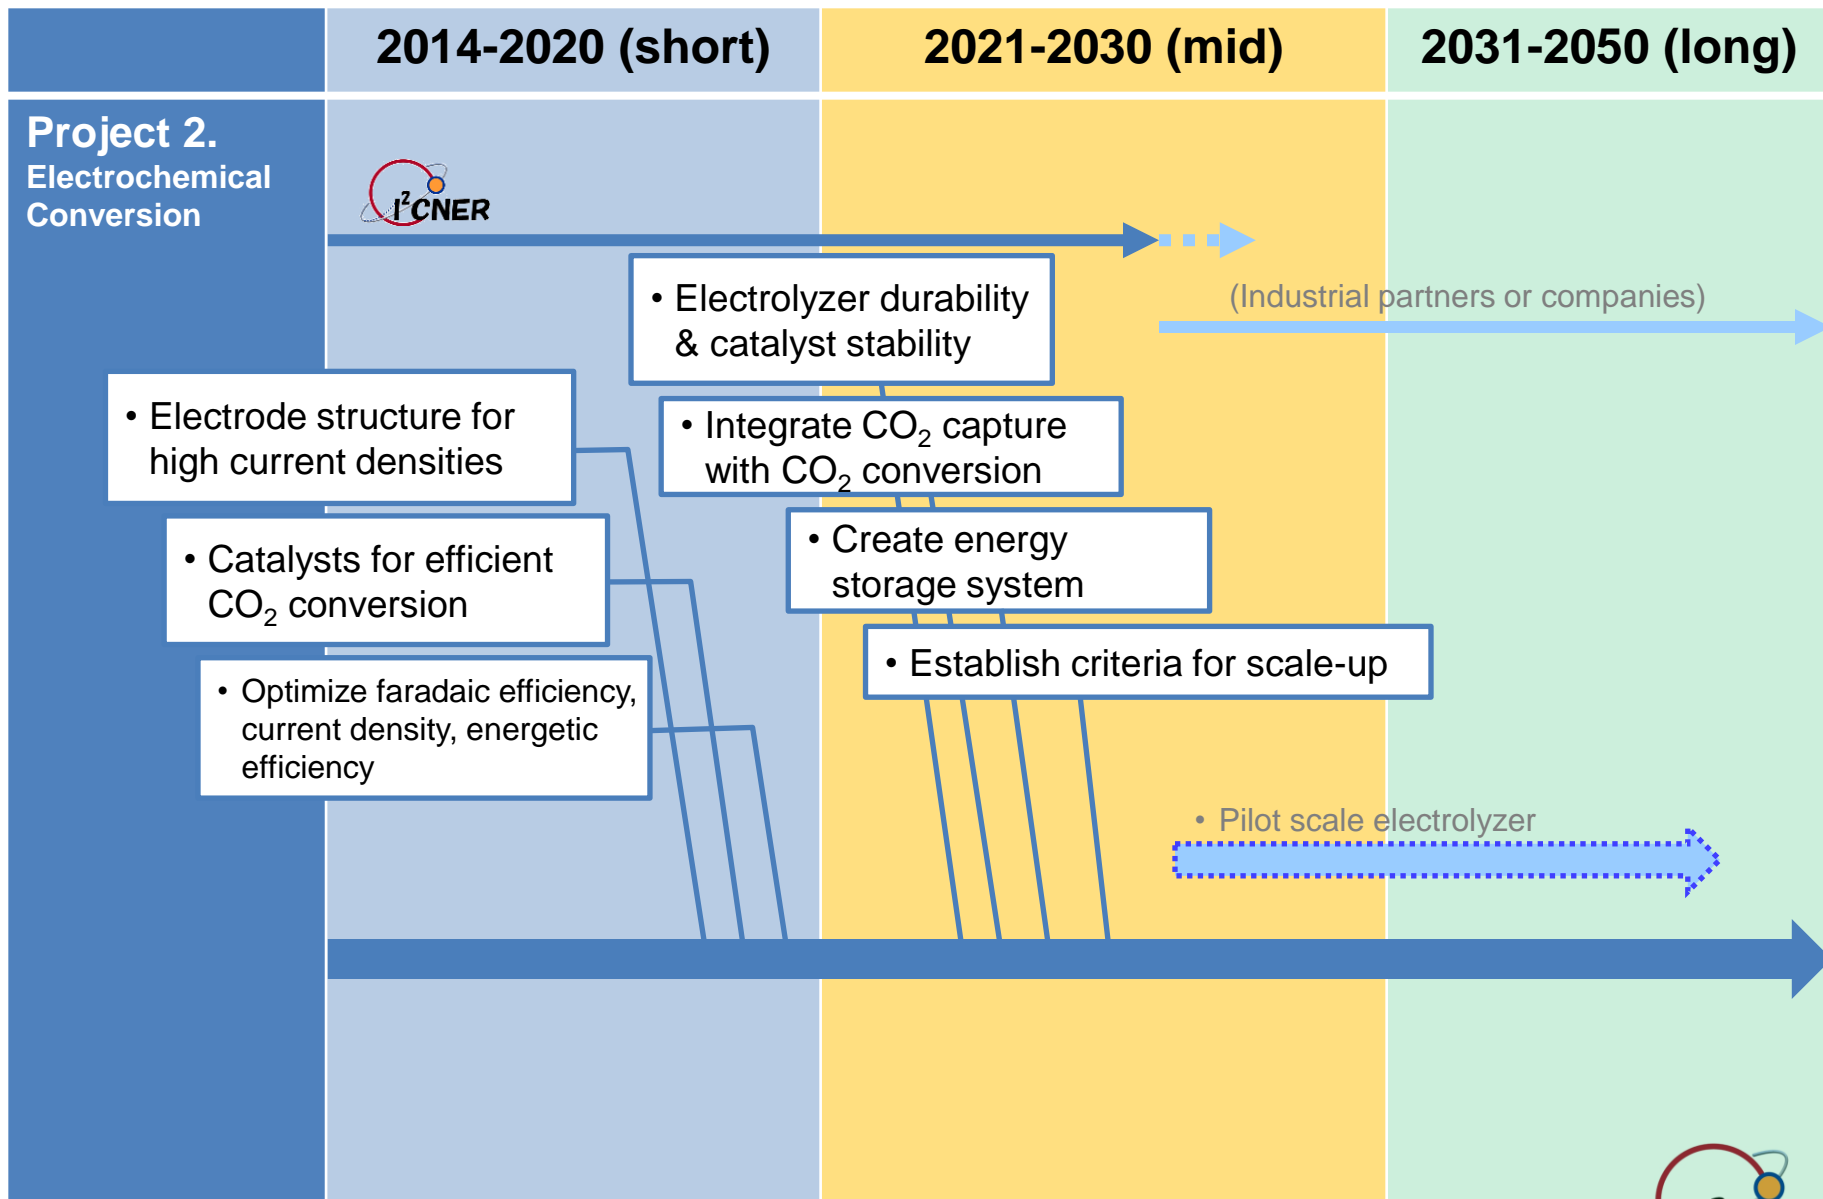 2014-2020 (short)
2021-2030 (mid)
2031-2050 (long)
Project 2.
Electrochemical
Conversion
I²CNER
• Electrolyzer durability
& catalyst stability
(Industrial partners or companies)
• Electrode structure for
high current densities
• Integrate CO₂ capture
with CO₂ conversion
• Catalysts for efficient
CO₂ conversion
• Create energy
storage system
• Establish criteria for scale-up
• Optimize faradaic efficiency,
current density, energetic
efficiency
• Pilot scale electrolyzer